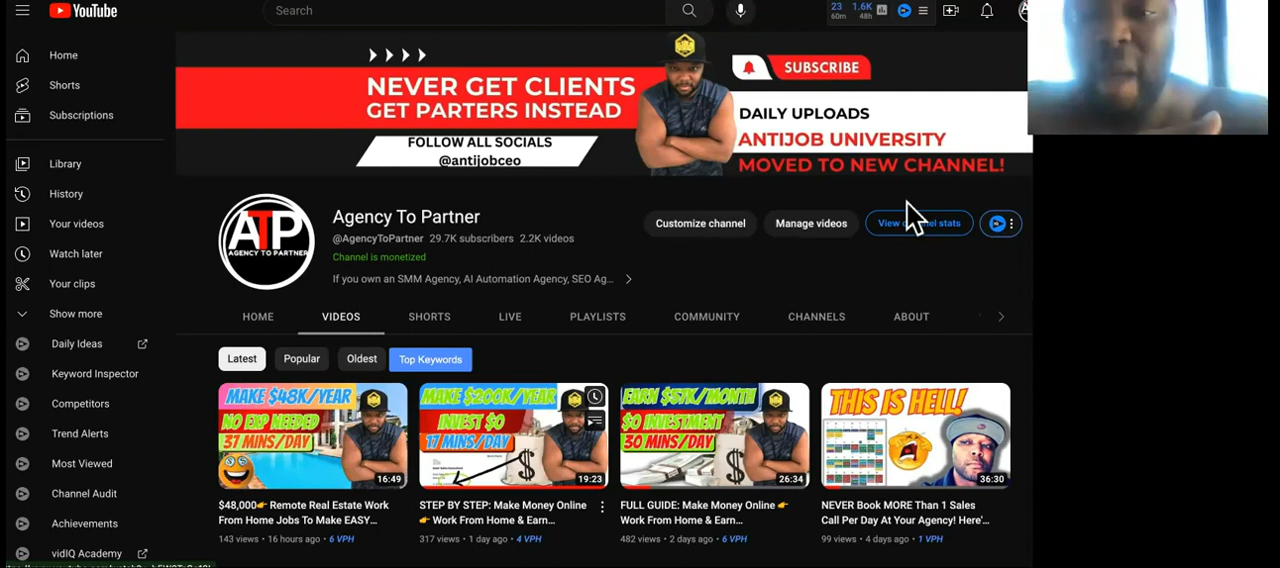 YouTube
Search
23
60m
1.6K
48h
Home
Shorts
Subscriptions
Library
History
Your videos
Watch later
Your clips
Show more
Daily Ideas
Keyword Inspector
Competitors
Trend Alerts
Most Viewed
Channel Audit
Achievements
vidIQ Academy
NEVER GET CLIENTS
GET PARTERS INSTEAD
FOLLOW ALL SOCIALS
@antijobceo
SUBSCRIBE
DAILY UPLOADS
ANTIJOB UNIVERSITY
MOVED TO NEW CHANNEL!
ATP
AGENCY TO PARTNER
Agency To Partner
@AgencyToPartner 29.7K subscribers 2.2K videos
Channel is monetized
If you own an SMM Agency, AI Automation Agency, SEO Ag...
Customize channel
Manage videos
View channel stats
HOME VIDEOS SHORTS LIVE PLAYLISTS COMMUNITY CHANNELS ABOUT
Latest Popular Oldest Top Keywords
MAKE $48K/YEAR
NO EXP NEEDED
37 MINS/DAY
16:49
$48,000👉 Remote Real Estate Work
From Home Jobs To Make EASY...
143 views • 16 hours ago • 6 VPH
MAKE $200K/YEAR
INVEST $0
17 MINS/DAY
19:23
STEP BY STEP: Make Money Online
👉 Work From Home & Earn...
317 views • 1 day ago • 4 VPH
EARN $57K/MONTH
$0 INVESTMENT
30 MINS/DAY
26:34
FULL GUIDE: Make Money Online 👉
Work From Home & Earn...
482 views • 2 days ago • 6 VPH
THIS IS HELL!
36:30
NEVER Book MORE Than 1 Sales
Call Per Day At Your Agency! Here'...
99 views • 4 days ago • 1 VPH